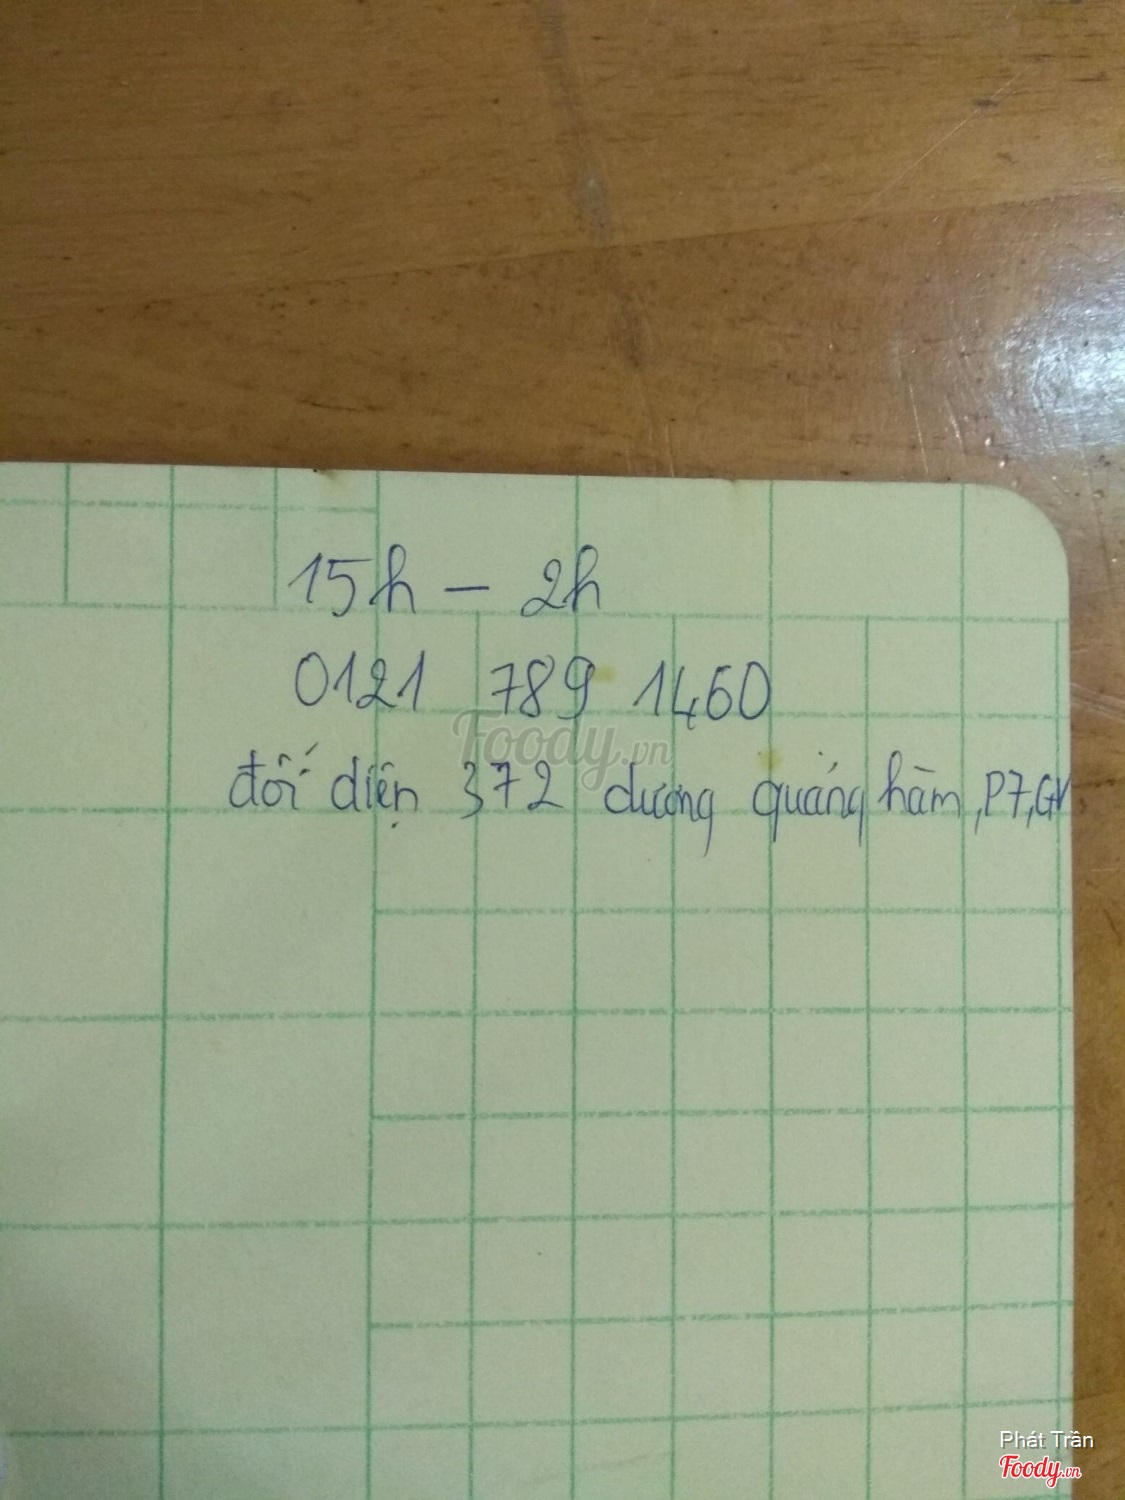 15h - 2h
0121 789 1460
Foody.vn
đối diện 372 dương quảng hàm, P7, GV
Phát Trần
Foody.vn